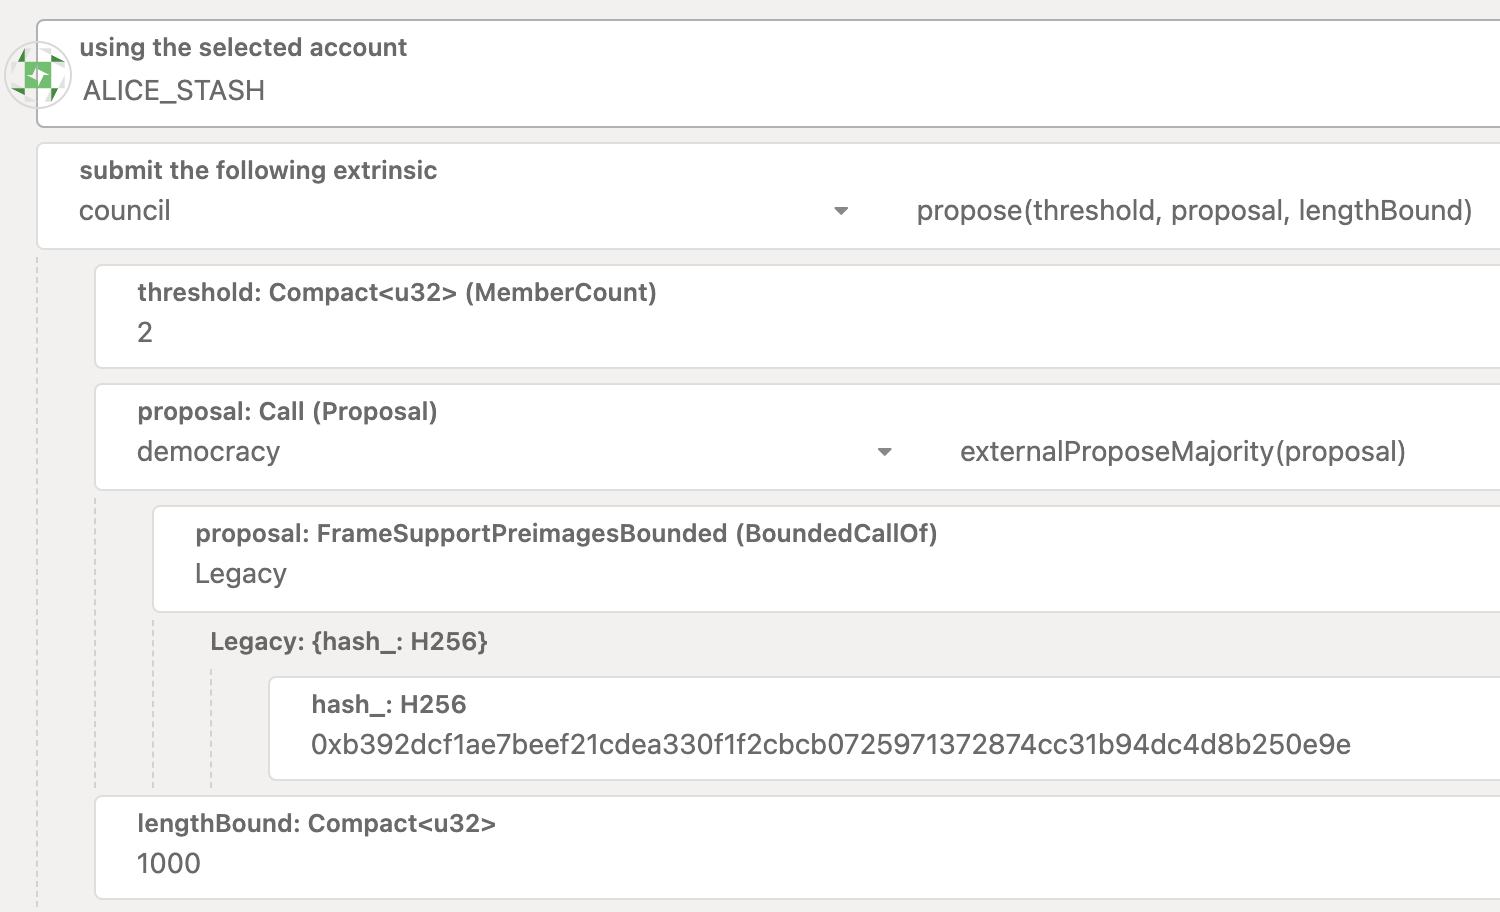 using the selected account
ALICE_STASH
submit the following extrinsic
council
propose(threshold, proposal, lengthBound)
threshold: Compact<u32> (MemberCount)
2
proposal: Call (Proposal)
democracy
externalProposeMajority(proposal)
proposal: FrameSupportPreimagesBounded (BoundedCallOf)
Legacy
Legacy: {hash_: H256}
hash_: H256
0xb392dcf1ae7beef21cdea330f1f2cbcb0725971372874cc31b94dc4d8b250e9e
lengthBound: Compact<u32>
1000